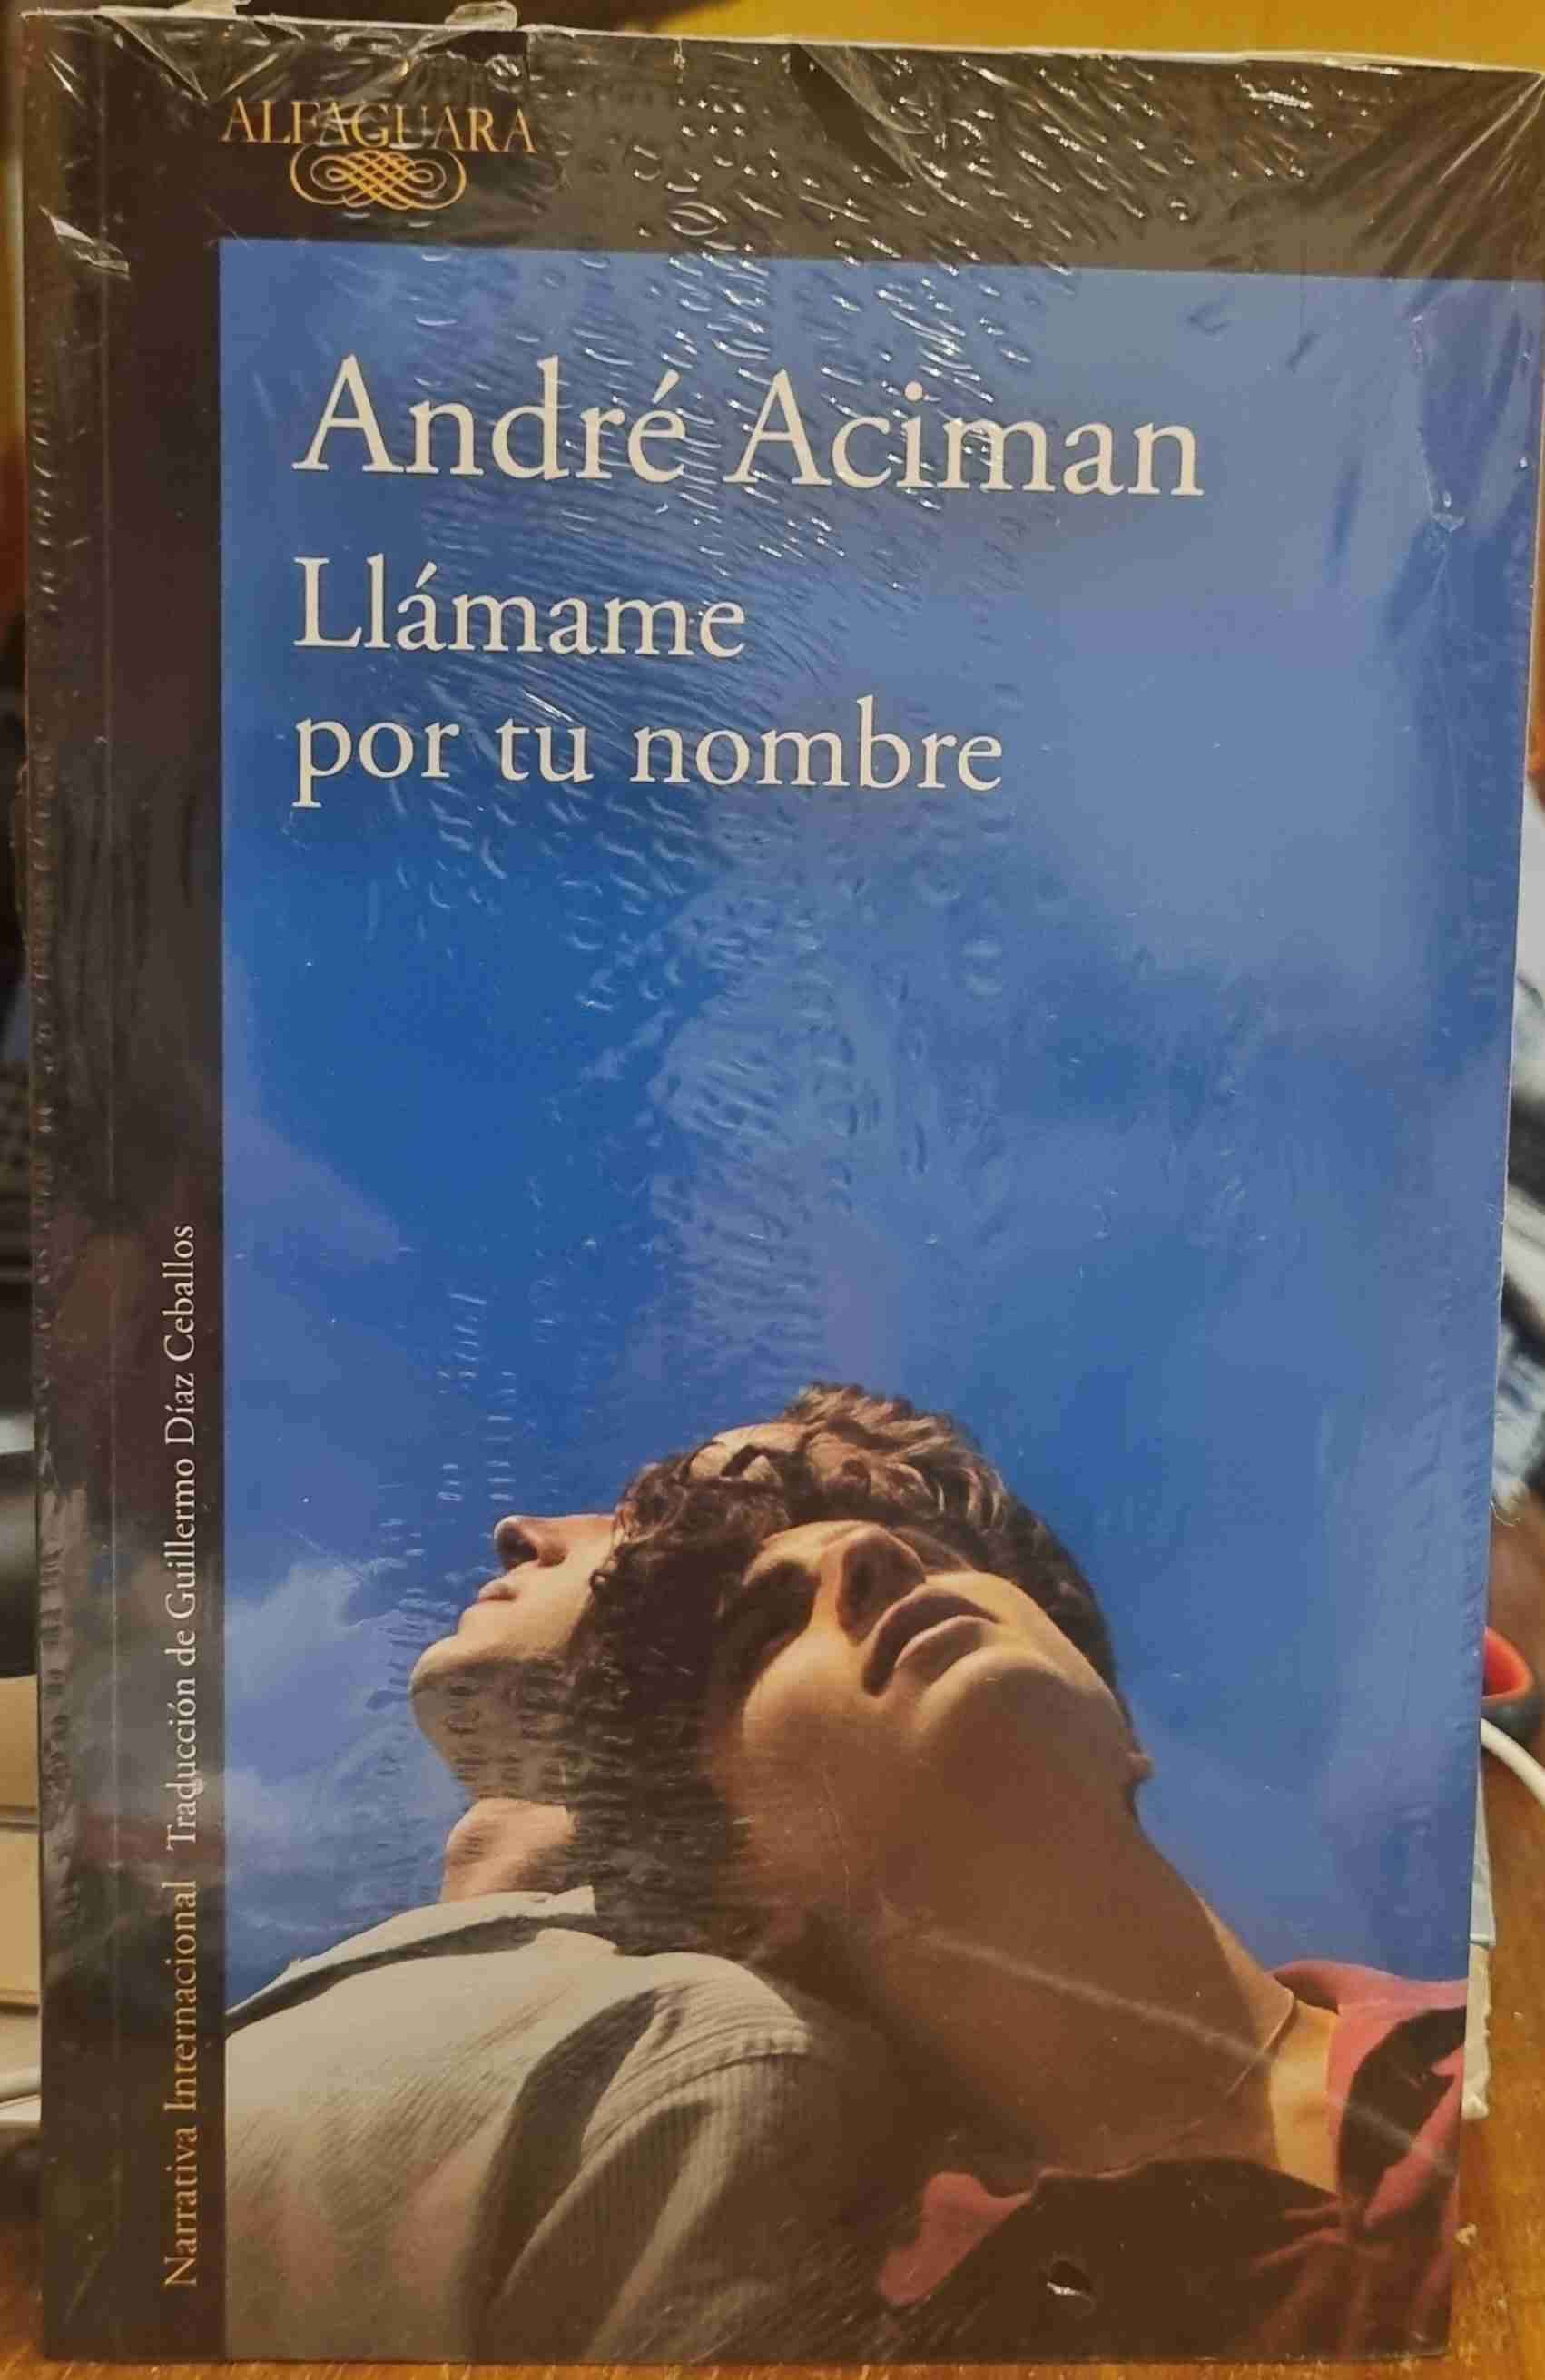 ALFAGUARA
André Aciman
Llámame
por tu nombre
Narrativa Internacional Traducción de Guillermo Díaz Ceballos